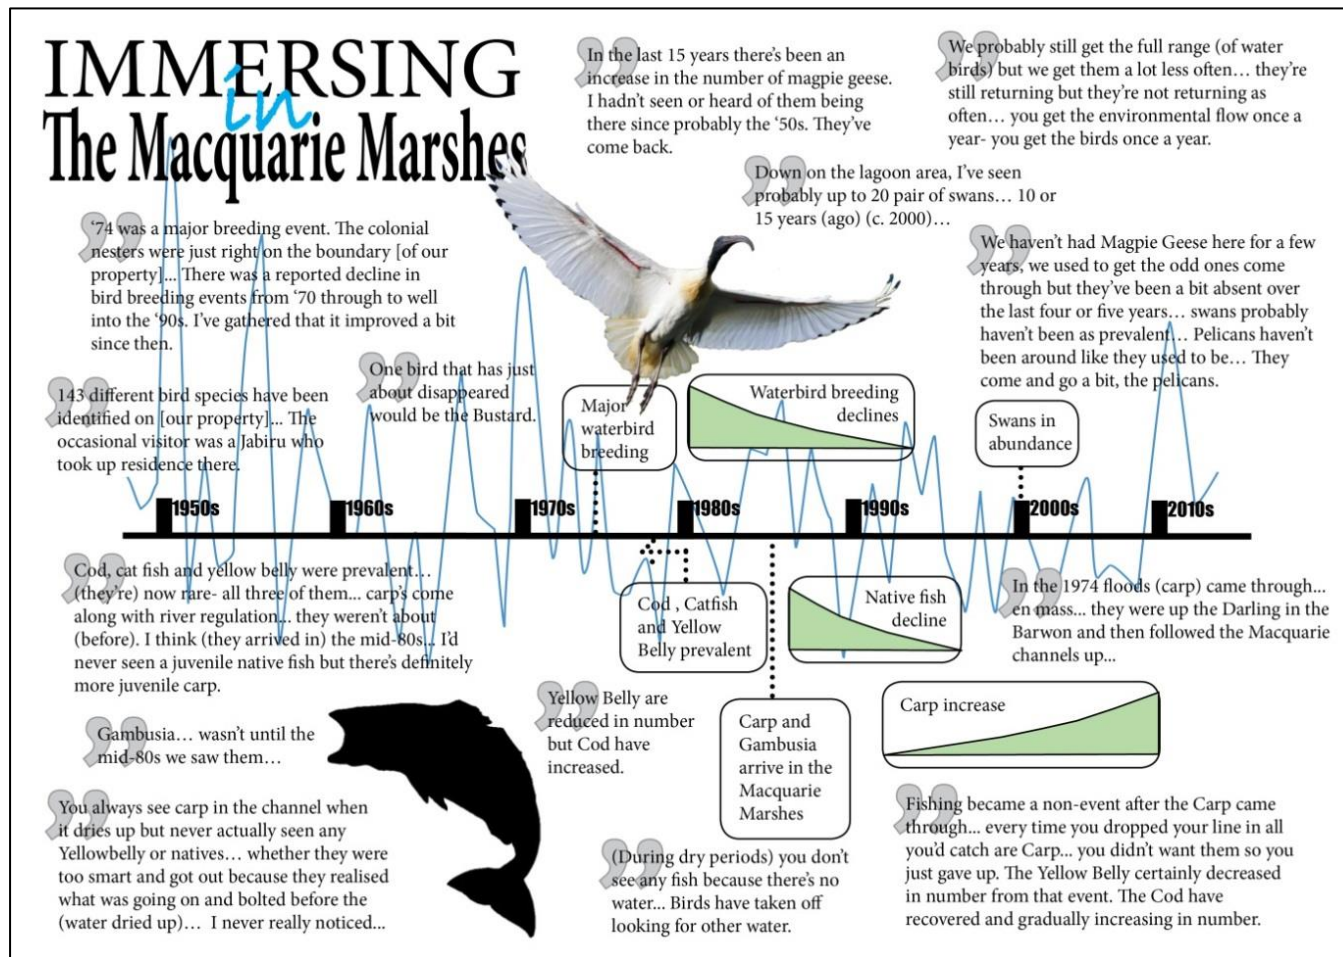 IMMERSING
in
The Macquarie Marshes
In the last 15 years there's been an
increase in the number of magpie geese.
I hadn't seen or heard of them being
there since probably the '50s. They've
come back.
We probably still get the full range (of water
birds) but we get them a lot less often… they're
still returning but they're not returning as
often… you get the environmental flow once a
year- you get the birds once a year.
Down on the lagoon area, I've seen
probably up to 20 pair of swans… 10 or
15 years (ago) (c. 2000)…
'74 was a major breeding event. The colonial
nesters were just right on the boundary [of our
property]... There was a reported decline in
bird breeding events from '70 through to well
into the '90s. I've gathered that it improved a bit
since then.
We haven't had Magpie Geese here for a few
years, we used to get the odd ones come
through but they've been a bit absent over
the last four or five years… swans probably
haven't been as prevalent… Pelicans haven't
been around like they used to be… They
come and go a bit, the pelicans.
One bird that has just
about disappeared
would be the Bustard.
143 different bird species have been
identified on [our property]... The
occasional visitor was a Jabiru who
took up residence there.
Major
waterbird
breeding
Waterbird breeding
declines
Swans in
abundance
1950s
1960s
1970s
1980s
1990s
2000s
2010s
Cod, cat fish and yellow belly were prevalent…
(they're) now rare- all three of them... carp's come
along with river regulation... they weren't about
(before). I think (they arrived in) the mid-80s... I'd
never seen a juvenile native fish but there's definitely
more juvenile carp.
Cod , Catfish
and Yellow
Belly prevalent
Native fish
decline
In the 1974 floods (carp) came through...
en mass... they were up the Darling in the
Barwon and then followed the Macquarie
channels up...
Gambusia… wasn't until the
mid-80s we saw them…
Yellow Belly are
reduced in number
but Cod have
increased.
Carp and
Gambusia
arrive in the
Macquarie
Marshes
Carp increase
You always see carp in the channel when
it dries up but never actually seen any
Yellowbelly or natives… whether they were
too smart and got out because they realised
what was going on and bolted before the
(water dried up)… I never really noticed...
(During dry periods) you don't
see any fish because there's no
water... Birds have taken off
looking for other water.
Fishing became a non-event after the Carp came
through... every time you dropped your line in all
you'd catch are Carp... you didn't want them so you
just gave up. The Yellow Belly certainly decreased
in number from that event. The Cod have
recovered and gradually increasing in number.